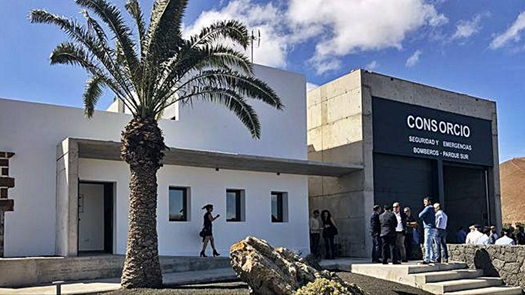 CONSORCIO
SEGURIDAD Y EMERGENCIAS
BOMBEROS - PARQUE SUR